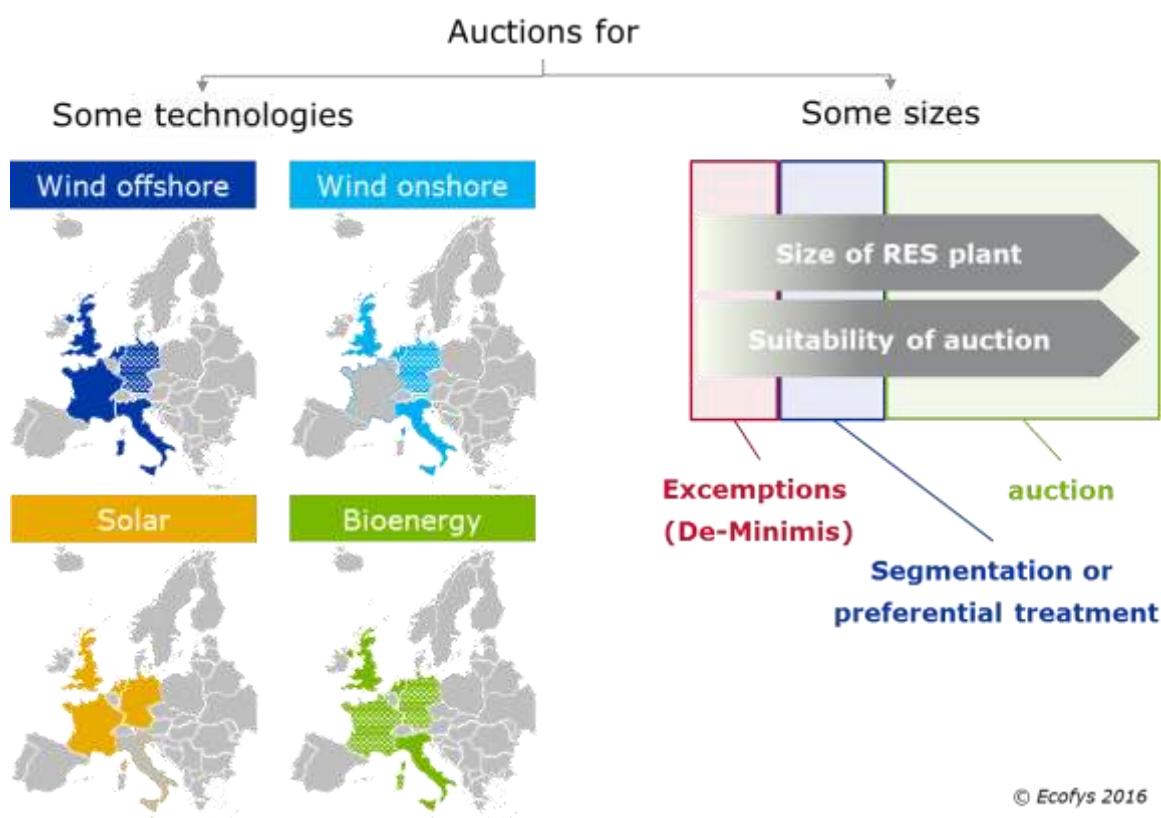 Auctions for
Some technologies
Some sizes
Wind offshore
Wind onshore
Size of RES plant
Suitability of auction
Excemptions
(De-Minimis)
auction
Segmentation or
preferential treatment
Solar
Bioenergy
© Ecofys 2016